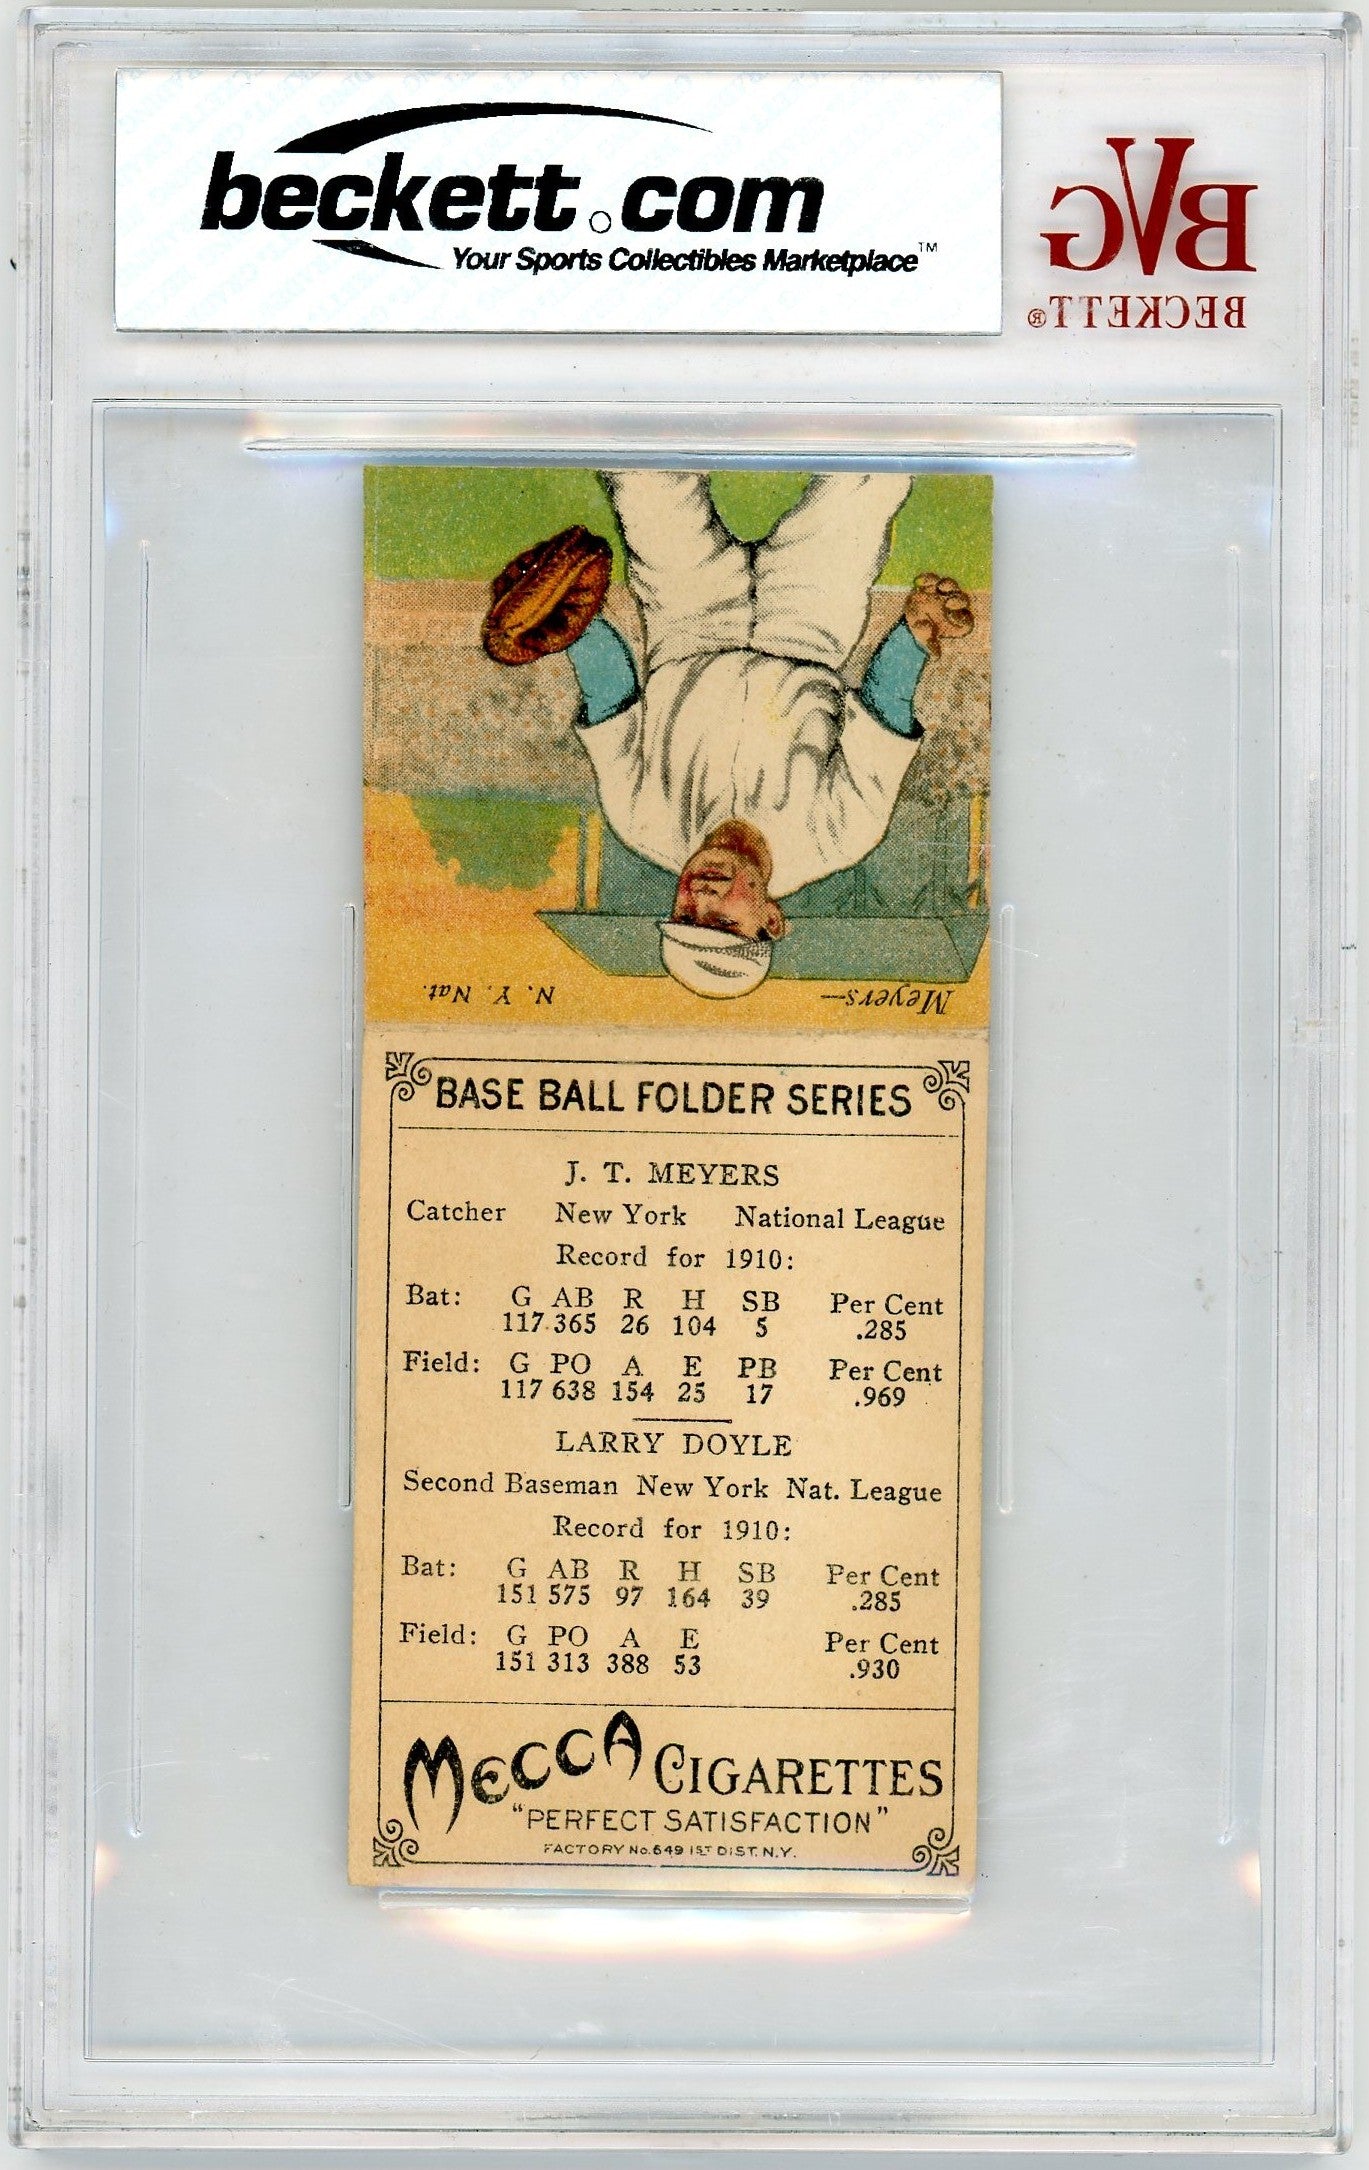 beckett.com
Your Sports Collectibles Marketplace™
BVG
BECKETT®
Meyers— N. Y. Nat.
BASE BALL FOLDER SERIES
J. T. MEYERS
Catcher New York National League
Record for 1910:
Bat: G AB R H SB Per Cent
117 365 26 104 5 .285
Field: G PO A E PB Per Cent
117 638 154 25 17 .969
LARRY DOYLE
Second Baseman New York Nat. League
Record for 1910:
Bat: G AB R H SB Per Cent
151 575 97 164 39 .285
Field: G PO A E Per Cent
151 313 388 53 .930
MECCA CIGARETTES
"PERFECT SATISFACTION"
FACTORY No. 649 1ST DIST. N.Y.